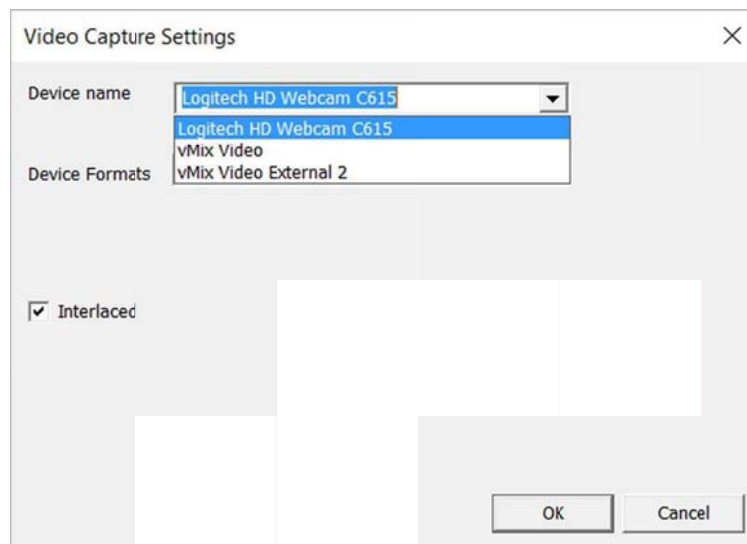 Video Capture Settings
Device name
Logitech HD Webcam C615
Logitech HD Webcam C615
vMix Video
vMix Video External 2
Device Formats
Interlaced
OK
Cancel